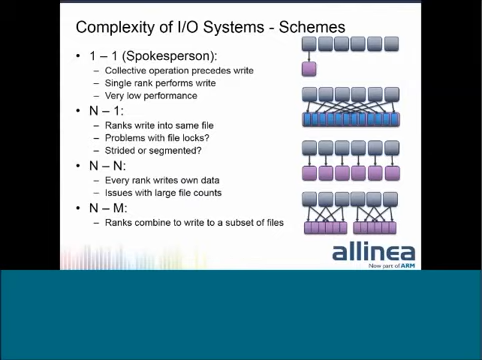 Complexity of I/O Systems - Schemes
• 1 – 1 (Spokesperson):
– Collective operation precedes write
– Single rank performs write
– Very low performance
• N – 1:
– Ranks write into same file
– Problems with file locks?
– Strided or segmented?
• N – N:
– Every rank writes own data
– Issues with large file counts
• N – M:
– Ranks combine to write to a subset of files
allinea
Now part of ARM